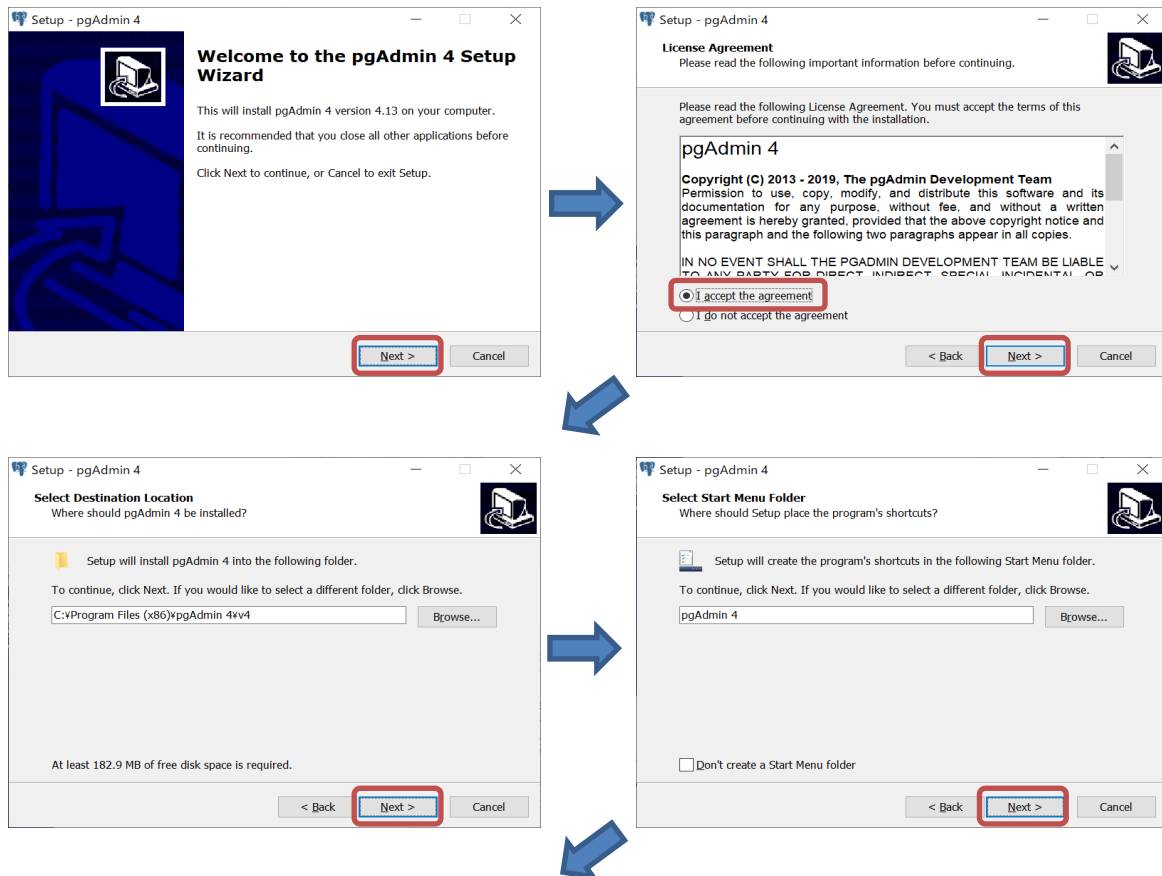 Setup - pgAdmin 4
Welcome to the pgAdmin 4 Setup
Wizard
This will install pgAdmin 4 version 4.13 on your computer.
It is recommended that you close all other applications before
continuing.
Click Next to continue, or Cancel to exit Setup.
Next >
Cancel
Setup - pgAdmin 4
License Agreement
Please read the following important information before continuing.
Please read the following License Agreement. You must accept the terms of this
agreement before continuing with the installation.
pgAdmin 4
Copyright (C) 2013 - 2019, The pgAdmin Development Team
Permission to use, copy, modify, and distribute this software and its
documentation for any purpose, without fee, and without a written
agreement is hereby granted, provided that the above copyright notice and
this paragraph and the following two paragraphs appear in all copies.
IN NO EVENT SHALL THE PGADMIN DEVELOPMENT TEAM BE LIABLE
TO ANY PARTY FOR DIRECT, INDIRECT, SPECIAL, INCIDENTAL, OR
I accept the agreement
I do not accept the agreement
< Back
Next >
Cancel
Setup - pgAdmin 4
Select Destination Location
Where should pgAdmin 4 be installed?
Setup will install pgAdmin 4 into the following folder.
To continue, click Next. If you would like to select a different folder, click Browse.
C:¥Program Files (x86)¥pgAdmin 4¥v4
Browse...
At least 182.9 MB of free disk space is required.
< Back
Next >
Cancel
Setup - pgAdmin 4
Select Start Menu Folder
Where should Setup place the program's shortcuts?
Setup will create the program's shortcuts in the following Start Menu folder.
To continue, click Next. If you would like to select a different folder, click Browse.
pgAdmin 4
Browse...
Don't create a Start Menu folder
< Back
Next >
Cancel